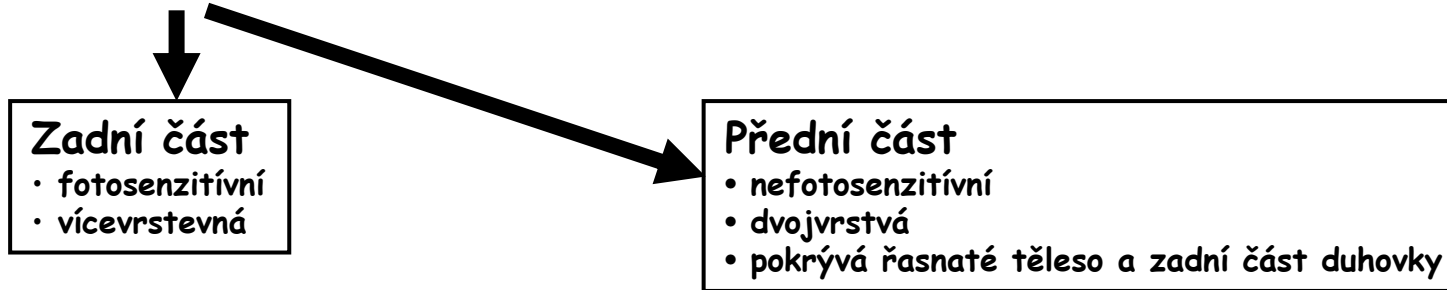 Zadní část
• fotosenzitívní
• vícevrstevná
Přední část
• nefotosenzitívní
• dvojvrstvá
• pokrývá řasnaté těleso a zadní část duhovky